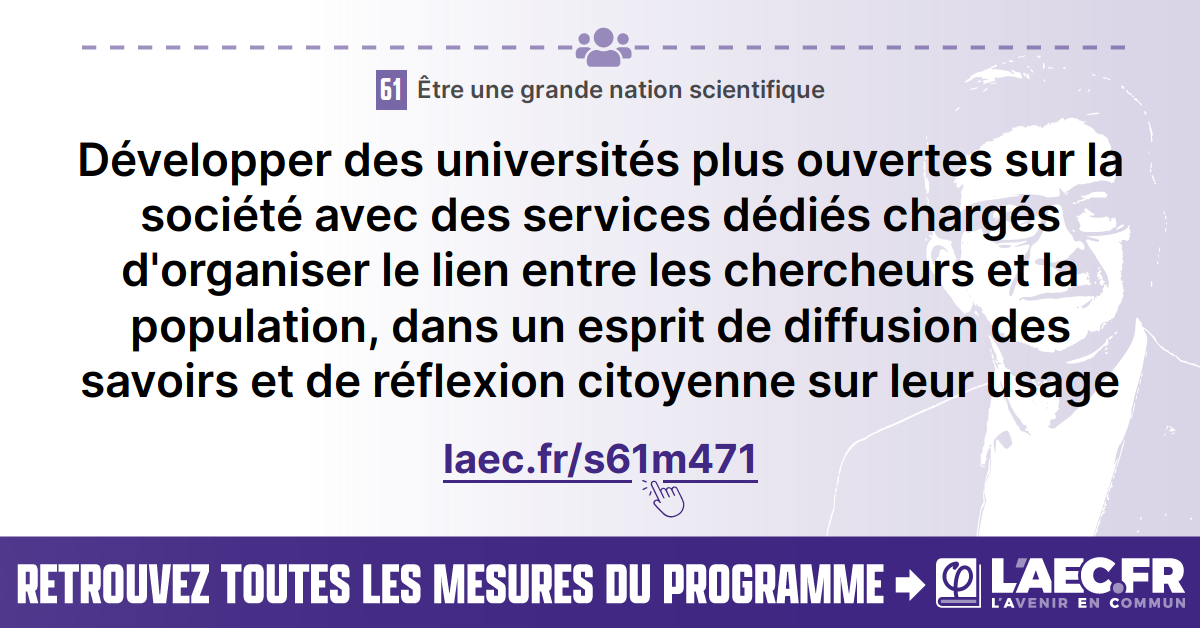 61 Être une grande nation scientifique
Développer des universités plus ouvertes sur la
société avec des services dédiés chargés
d'organiser le lien entre les chercheurs et la
population, dans un esprit de diffusion des
savoirs et de réflexion citoyenne sur leur usage
laec.fr/s61m471
RETROUVEZ TOUTES LES MESURES DU PROGRAMME
L'AEC.FR
L'AVENIR EN COMMUN